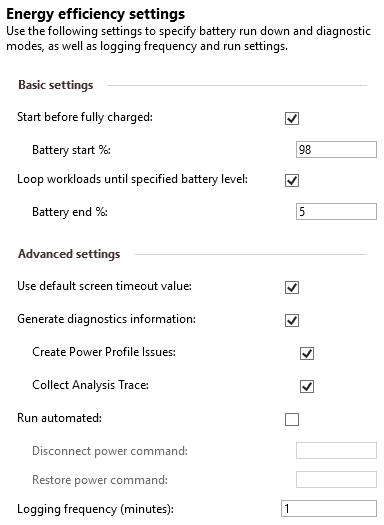 Energy efficiency settings
Use the following settings to specify battery run down and diagnostic
modes, as well as logging frequency and run settings.
Basic settings
Start before fully charged:
Battery start %: 98
Loop workloads until specified battery level:
Battery end %: 5
Advanced settings
Use default screen timeout value:
Generate diagnostics information:
Create Power Profile Issues:
Collect Analysis Trace:
Run automated:
Disconnect power command:
Restore power command:
Logging frequency (minutes): 1